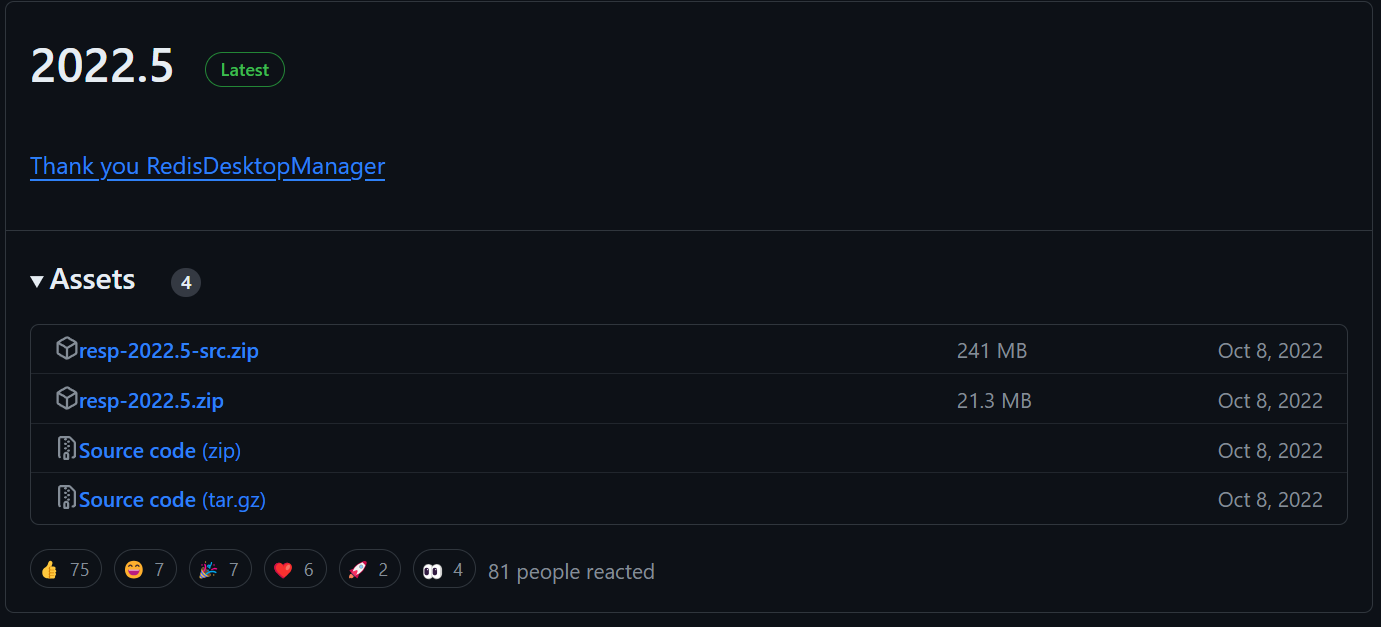 2022.5 Latest
Thank you RedisDesktopManager
Assets 4
resp-2022.5-src.zip 241 MB Oct 8, 2022
resp-2022.5.zip 21.3 MB Oct 8, 2022
Source code (zip) Oct 8, 2022
Source code (tar.gz) Oct 8, 2022
👍 75 😄 7 🎉 7 ❤️ 6 🚀 2 👀 4 81 people reacted